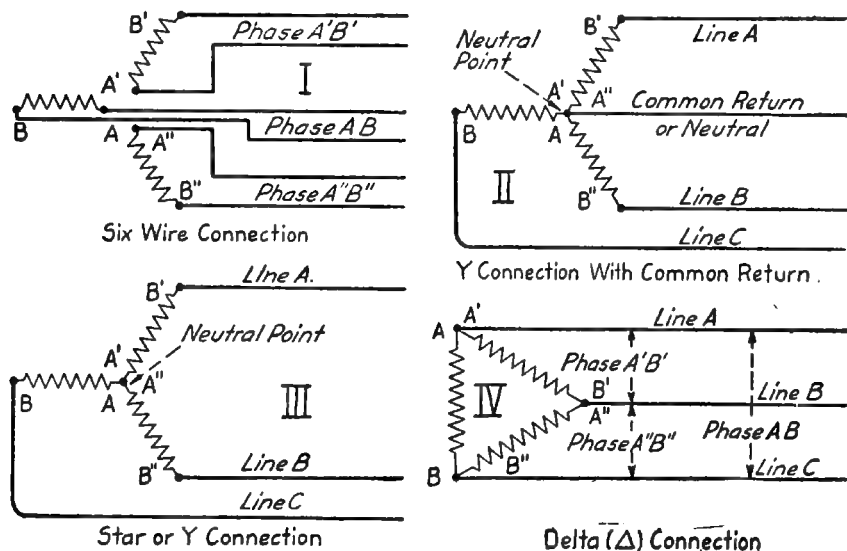 B'
Phase A'B'
I
A'
B
A
A"
Phase AB
B"
Phase A"B"
Six Wire Connection
Neutral
Point
B'
Line A
A'
A"
Common Return
or Neutral
B
A
II
B"
Line B
Line C
Y Connection With Common Return.
B'
LIne A.
A'
Neutral Point
A"
B
A
III
B"
Line B
Line C
Star or Y Connection
A
A'
Line A
Phase A'B'
B'
Line B
IV
A"
Phase A"B"
Phase AB
B"
B
Line C
Delta (Δ) Connection